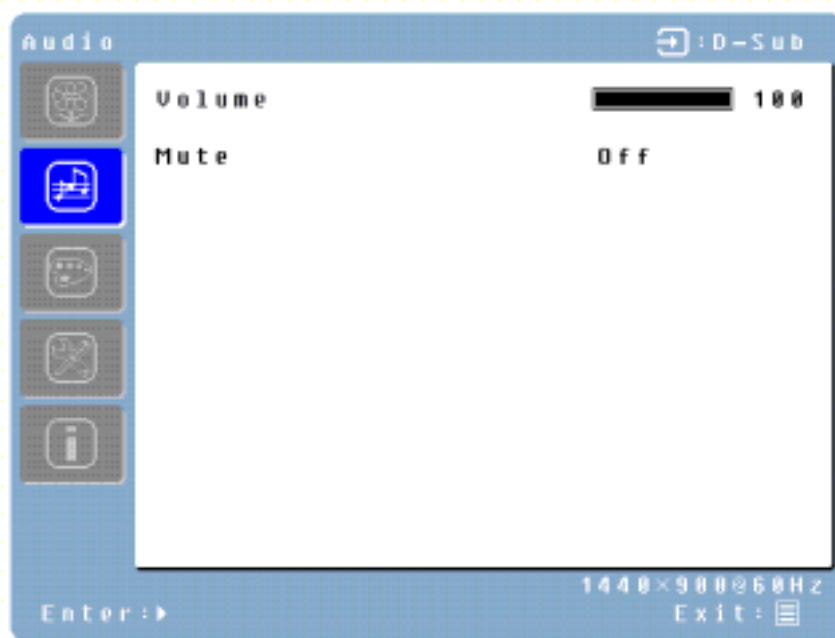 Audio
:D-Sub
Volume 100
Mute Off
1440×900@60Hz
Enter:
Exit: